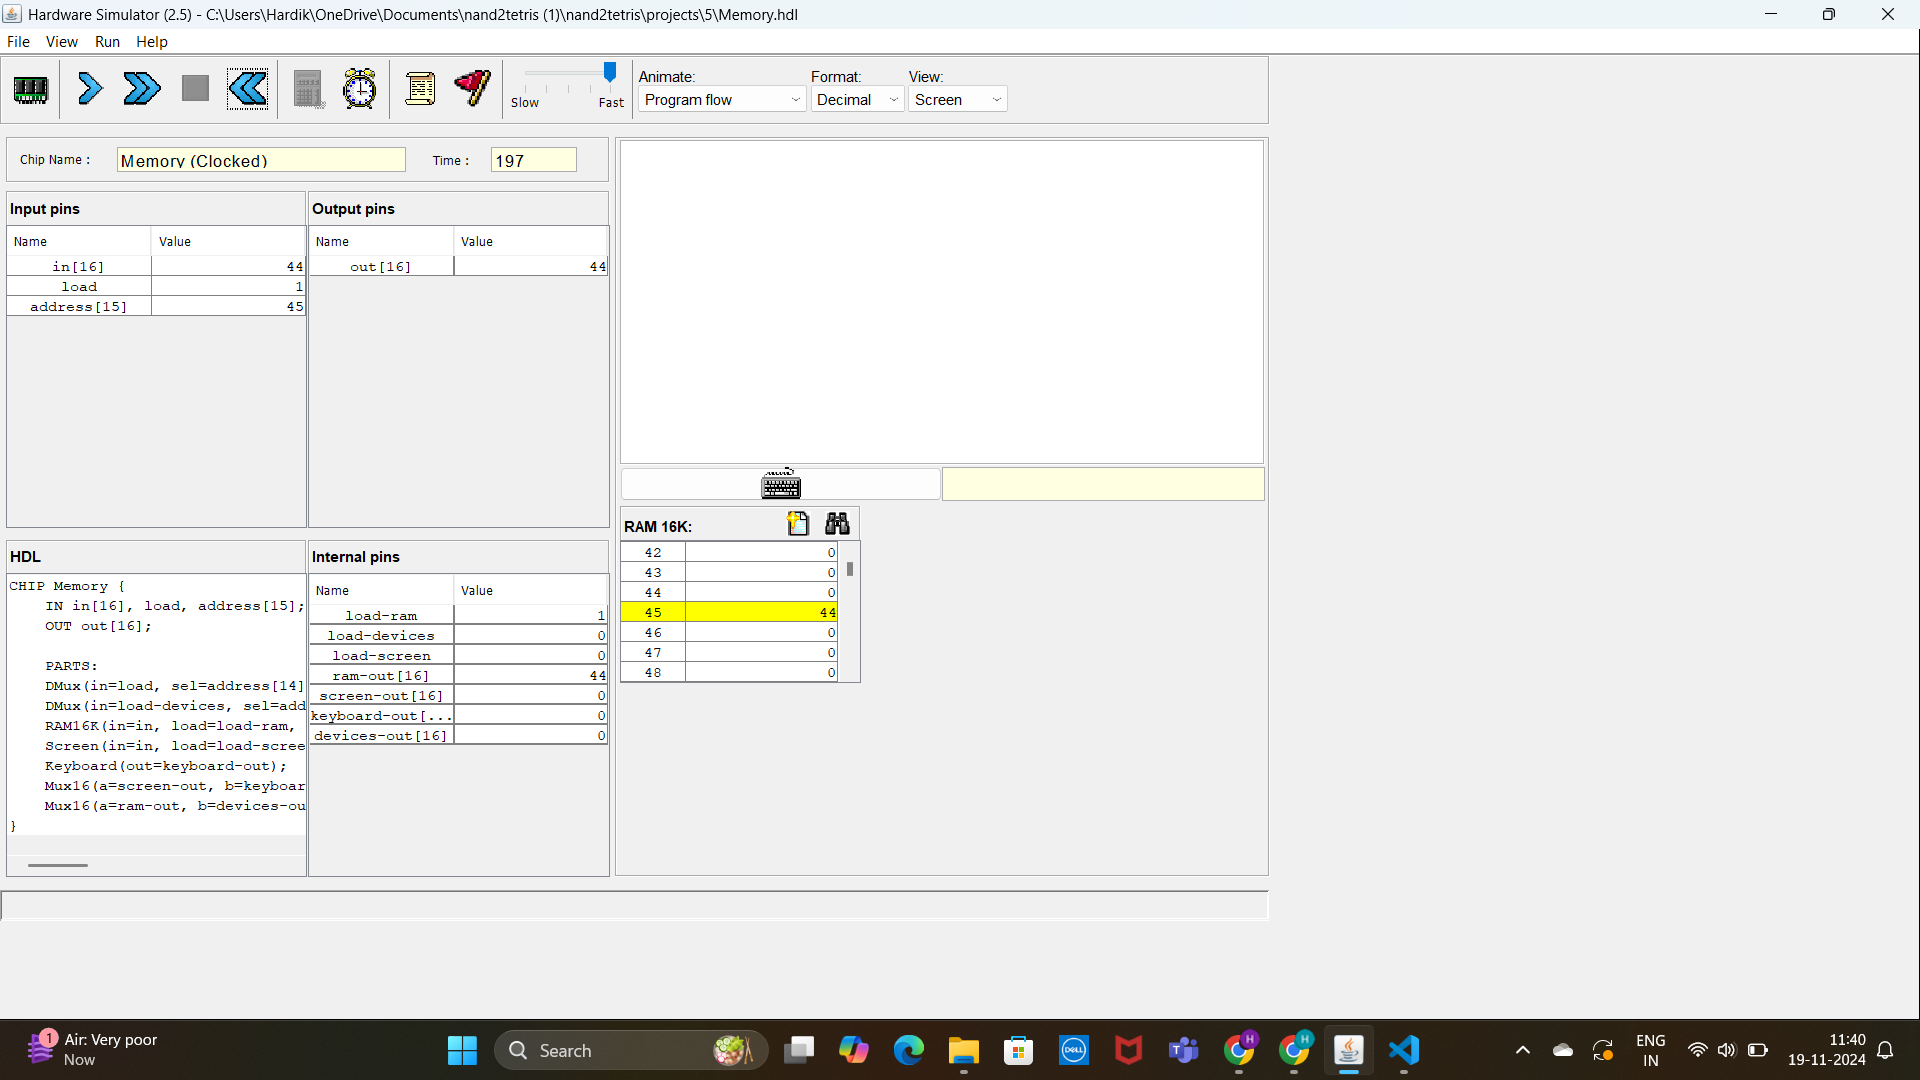 Hardware Simulator (2.5) - C:\Users\Hardik\OneDrive\Documents\nand2tetris (1)\nand2tetris\projects\5\Memory.hdl
File View Run Help
Slow Fast
Animate: Format: View:
Program flow Decimal Screen
Chip Name : Memory (Clocked) Time : 197
Input pins
Name Value
in[16] 44
load 1
address[15] 45
Output pins
Name Value
out[16] 44
HDL
CHIP Memory {
IN in[16], load, address[15];
OUT out[16];
PARTS:
DMux(in=load, sel=address[14]
DMux(in=load-devices, sel=add
RAM16K(in=in, load=load-ram,
Screen(in=in, load=load-scree
Keyboard(out=keyboard-out);
Mux16(a=screen-out, b=keyboar
Mux16(a=ram-out, b=devices-ou
}
Internal pins
Name Value
load-ram 1
load-devices 0
load-screen 0
ram-out[16] 44
screen-out[16] 0
keyboard-out[... 0
devices-out[16] 0
RAM 16K:
42 0
43 0
44 0
45 44
46 0
47 0
48 0
1
Air: Very poor
Now
Search
DELL
H
H
ENG
IN
11:40
19-11-2024